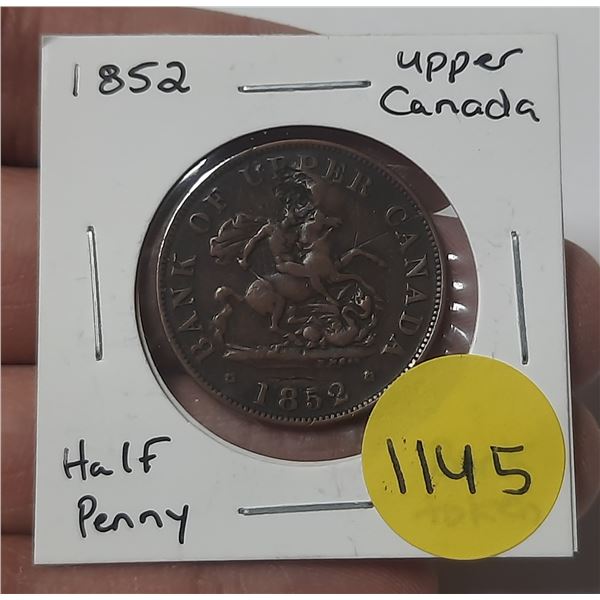 1852
Upper
Canada
BANK OF UPPER CANADA
1852
Half
Penny
1145